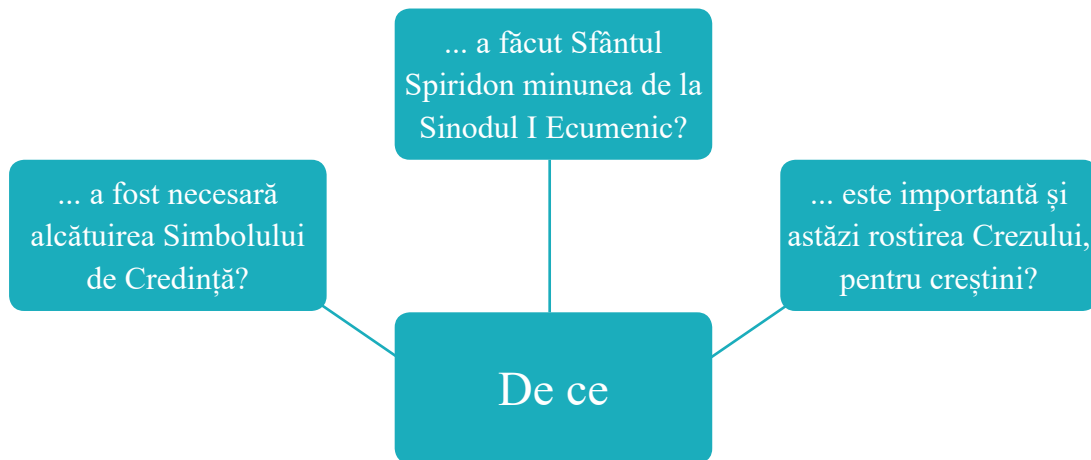 ... a făcut Sfântul
Spiridon minunea de la
Sinodul I Ecumenic?
... a fost necesară
alcătuirea Simbolului
de Credință?
... este importantă și
astăzi rostirea Crezului,
pentru creștini?
De ce